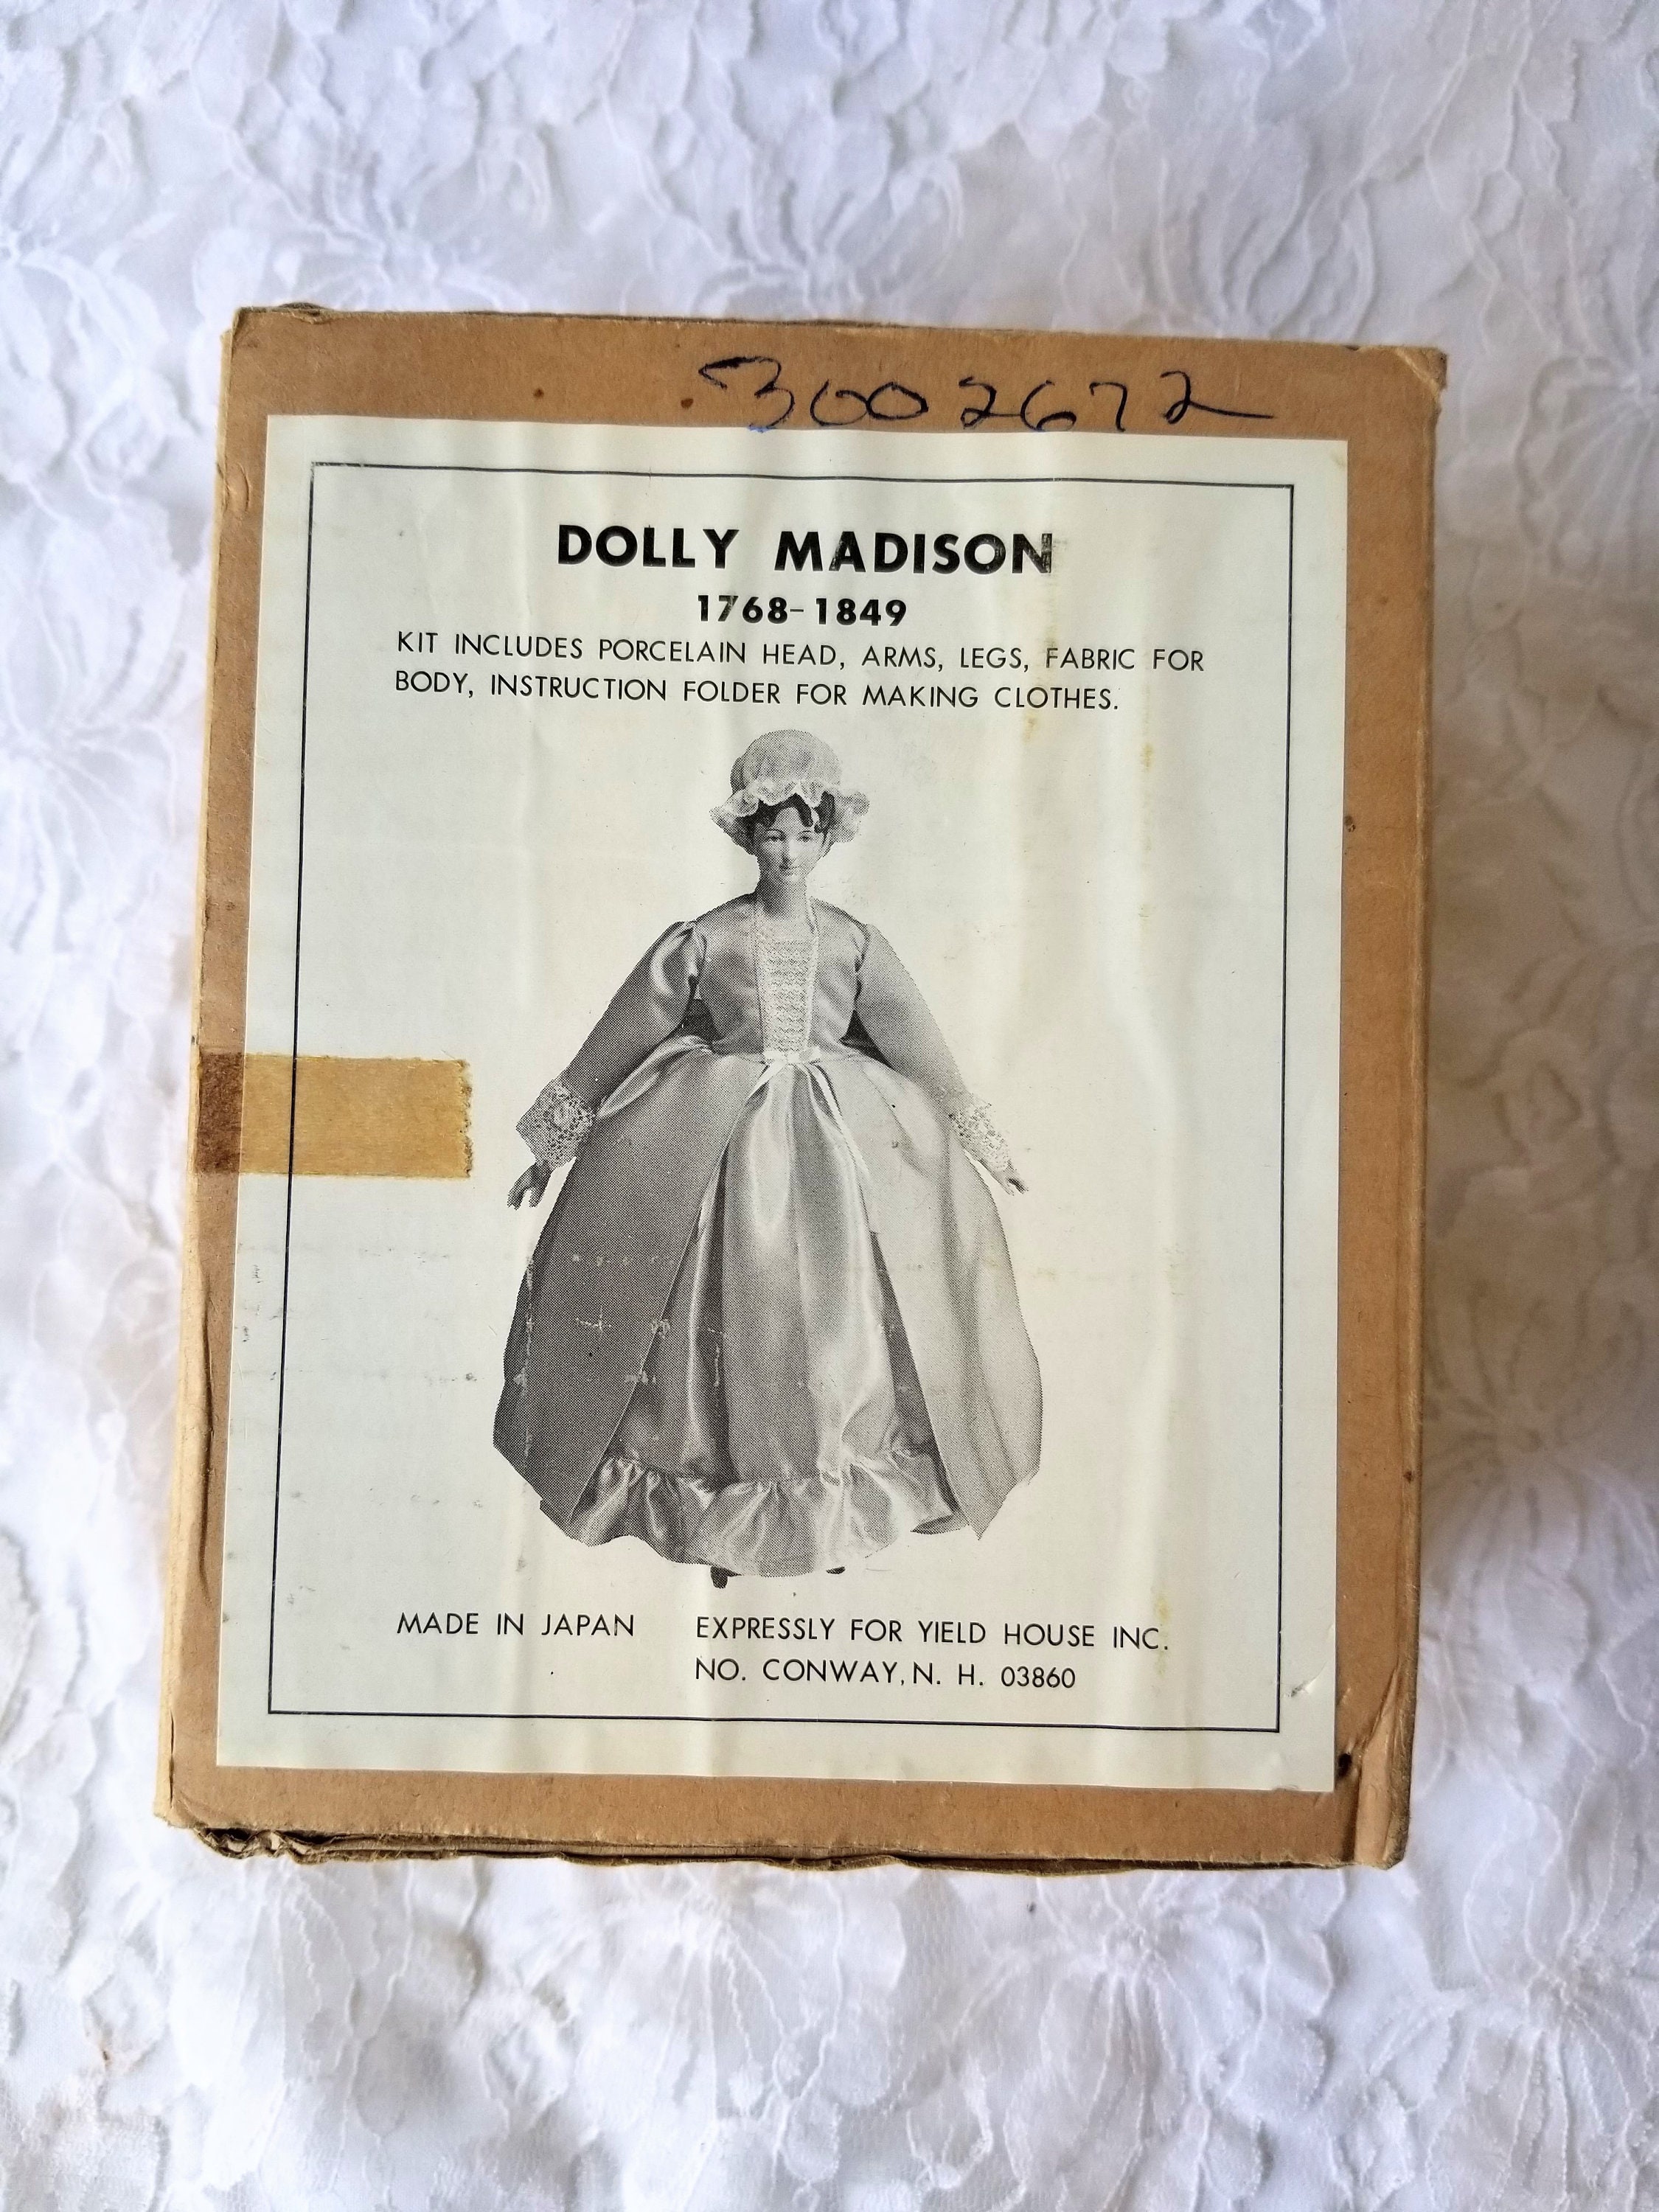 3002672
DOLLY MADISON
1768-1849
KIT INCLUDES PORCELAIN HEAD, ARMS, LEGS, FABRIC FOR
BODY, INSTRUCTION FOLDER FOR MAKING CLOTHES.
MADE IN JAPAN EXPRESSLY FOR YIELD HOUSE INC.
NO. CONWAY, N. H. 03860